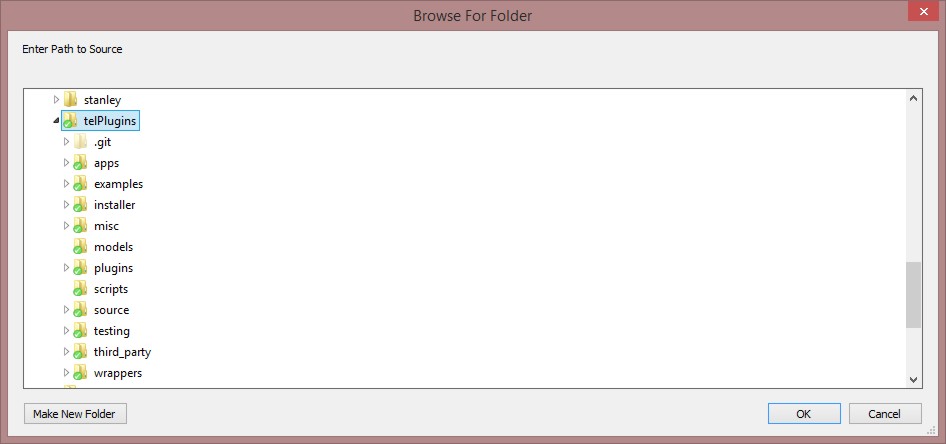 Browse For Folder
Enter Path to Source
stanley
telPlugins
.git
apps
examples
installer
misc
models
plugins
scripts
source
testing
third_party
wrappers
Make New Folder
OK
Cancel